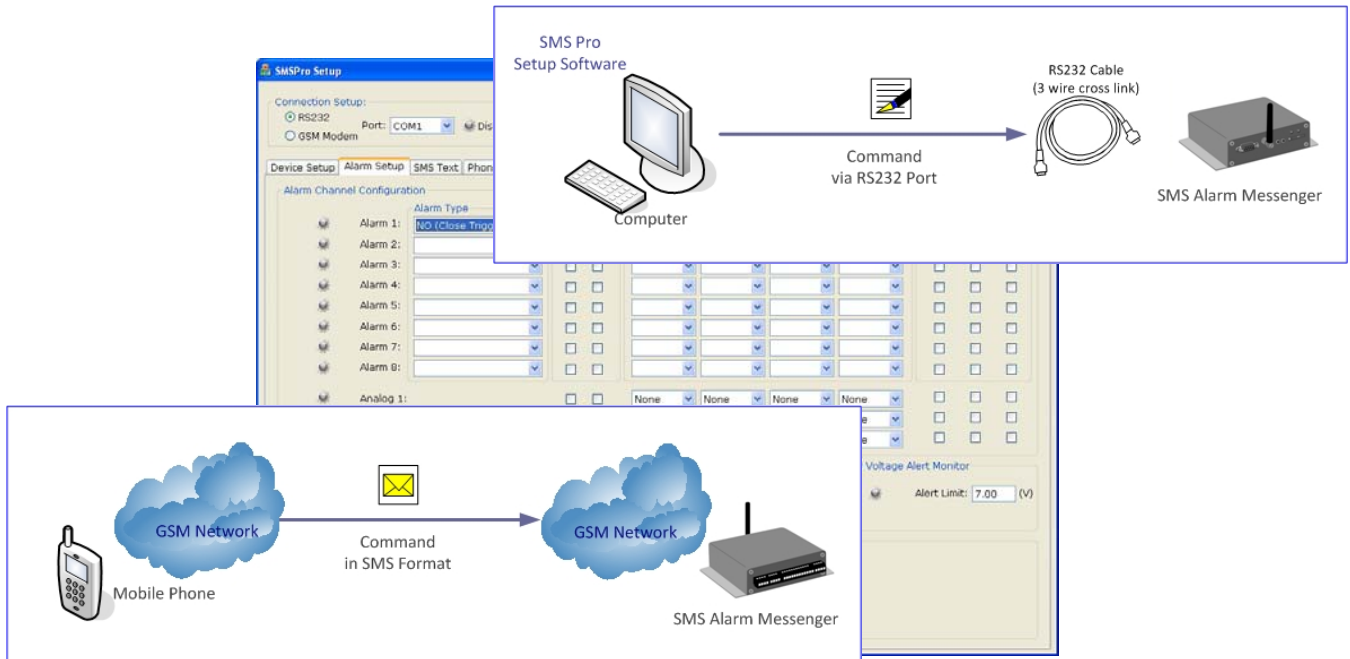 SMS Pro
Setup Software
RS232 Cable
(3 wire cross link)
Command
via RS232 Port
Computer
SMS Alarm Messenger
SMSPro Setup
Connection Setup:
RS232
GSM Modem
Port: COM1
Device Setup Alarm Setup SMS Text
Alarm Channel Configuration
Alarm Type
Alarm 1: NO (Close
Alarm 2:
Alarm 3:
Alarm 4:
Alarm 5:
Alarm 6:
Alarm 7:
Alarm 8:
Analog 1: None None None None
Voltage Alert Monitor
Alert Limit: 7.00 (V)
GSM Network
Command
in SMS Format
GSM Network
Mobile Phone
SMS Alarm Messenger